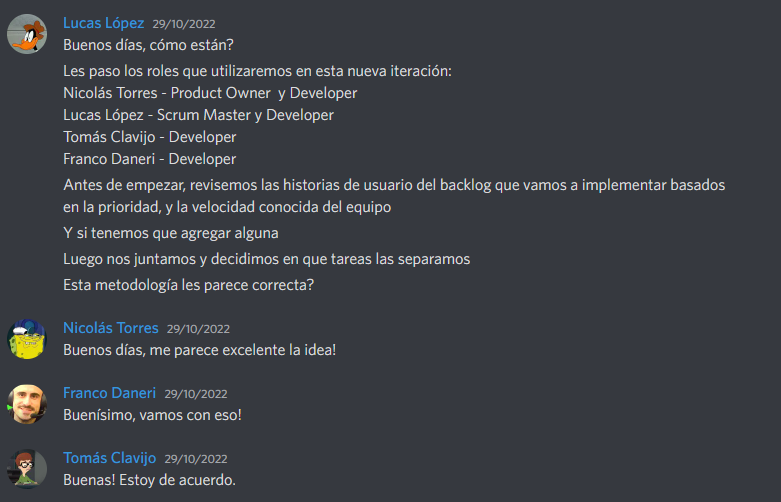 Lucas López 29/10/2022
Buenos días, cómo están?
Les paso los roles que utilizaremos en esta nueva iteración:
Nicolás Torres - Product Owner y Developer
Lucas López - Scrum Master y Developer
Tomás Clavijo - Developer
Franco Daneri - Developer
Antes de empezar, revisemos las historias de usuario del backlog que vamos a implementar basados
en la prioridad, y la velocidad conocida del equipo
Y si tenemos que agregar alguna
Luego nos juntamos y decidimos en que tareas las separamos
Esta metodología les parece correcta?
Nicolás Torres 29/10/2022
Buenos días, me parece excelente la idea!
Franco Daneri 29/10/2022
Buenísimo, vamos con eso!
Tomás Clavijo 29/10/2022
Buenas! Estoy de acuerdo.